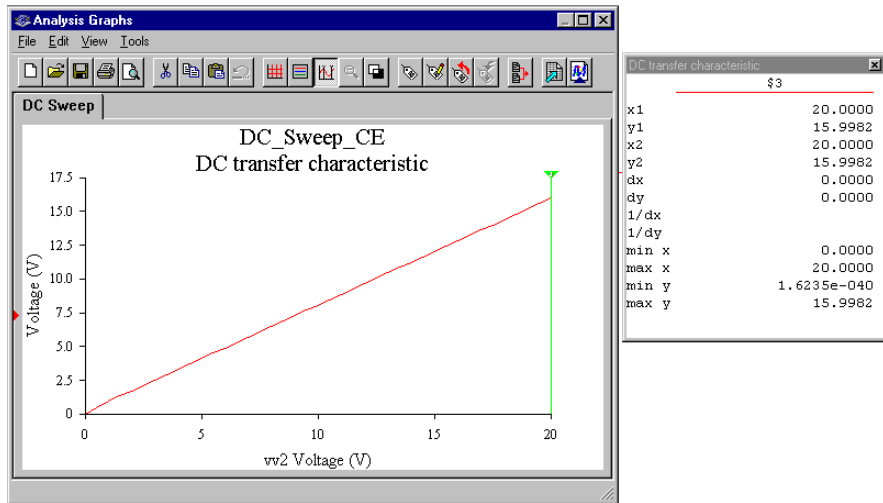 Analysis Graphs
File Edit View Tools
DC Sweep
DC_Sweep_CE
DC transfer characteristic
17.5
15.0
12.5
10.0
7.5
5.0
2.5
0
Voltage (V)
0 5 10 15 20
vv2 Voltage (V)
DC transfer characteristic
$3
x1 20.0000
y1 15.9982
x2 20.0000
y2 15.9982
dx 0.0000
dy 0.0000
1/dx
1/dy
min x 0.0000
max x 20.0000
min y 1.6235e-040
max y 15.9982